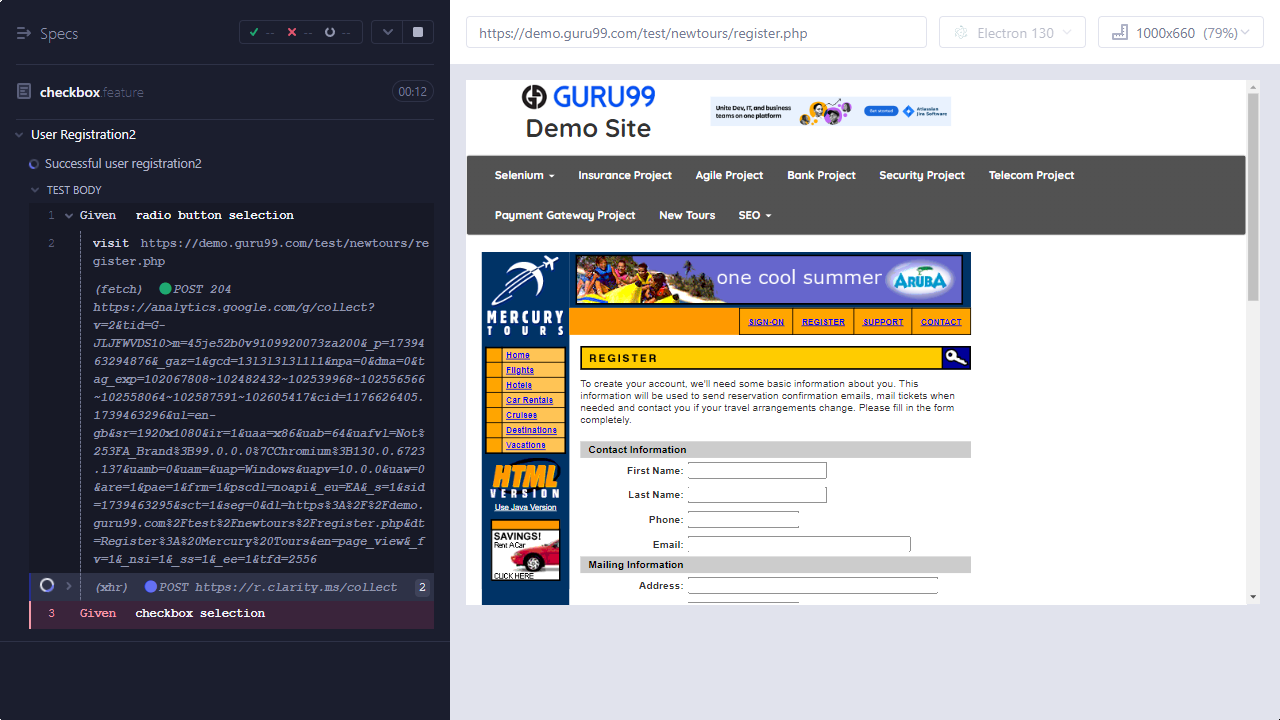 Specs
-- -- --
https://demo.guru99.com/test/newtours/register.php
Electron 130
1000x660 (79%)
checkbox.feature
00:12
User Registration2
Successful user registration2
TEST BODY
1 Given radio button selection
2 visit https://demo.guru99.com/test/newtours/re
gister.php
(fetch) POST 204
https://analytics.google.com/g/collect?
v=2&tid=G-
JLJFWVDS10&gtm=45je52b0v9109920073za200&_p=1739
463294876&_gaz=1&gcd=13l3l3l3l1l1&npa=0&dma=0&t
ag_exp=102067808~102482432~102539968~102556566
~102558064~102587591~102605417&cid=1176626405.
1739463296&ul=en-
gb&sr=1920x1080&ir=1&uaa=x86&uab=64&uafvl=Not%
253FA_Brand%3B99.0.0.0%7CChromium%3B130.0.6723
.137&uamb=0&uam=&uap=Windows&uapv=10.0.0&uaw=0
&are=1&pae=1&frm=1&pscdl=noapi&_eu=EA&_s=1&sid
=1739463295&sct=1&seg=0&dl=https%3A%2F%2Fdemo.
guru99.com%2Ftest%2Fnewtours%2Fregister.php&dt
=Register%3A%20Mercury%20Tours&en=page_view&_f
v=1&_nsi=1&_ss=1&_ee=1&tfd=2556
(xhr) POST https://r.clarity.ms/collect 2
3 Given checkbox selection
GURU99
Demo Site
Unite Dev, IT, and business
teams on one platform
Get started
Atlassian
Jira Software
Selenium Insurance Project Agile Project Bank Project Security Project Telecom Project
Payment Gateway Project New Tours SEO
MERCURY
TOURS
one cool summer
ARUBA
SIGN-ON REGISTER SUPPORT CONTACT
Home
Flights
Hotels
Car Rentals
Cruises
Destinations
Vacations
HTML
VERSION
Use Java Version
SAVINGS!
Rent A Car
CLICK HERE
REGISTER
To create your account, we'll need some basic information about you. This
information will be used to send reservation confirmation emails, mail tickets when
needed and contact you if your travel arrangements change. Please fill in the form
completely.
Contact Information
First Name:
Last Name:
Phone:
Email:
Mailing Information
Address: